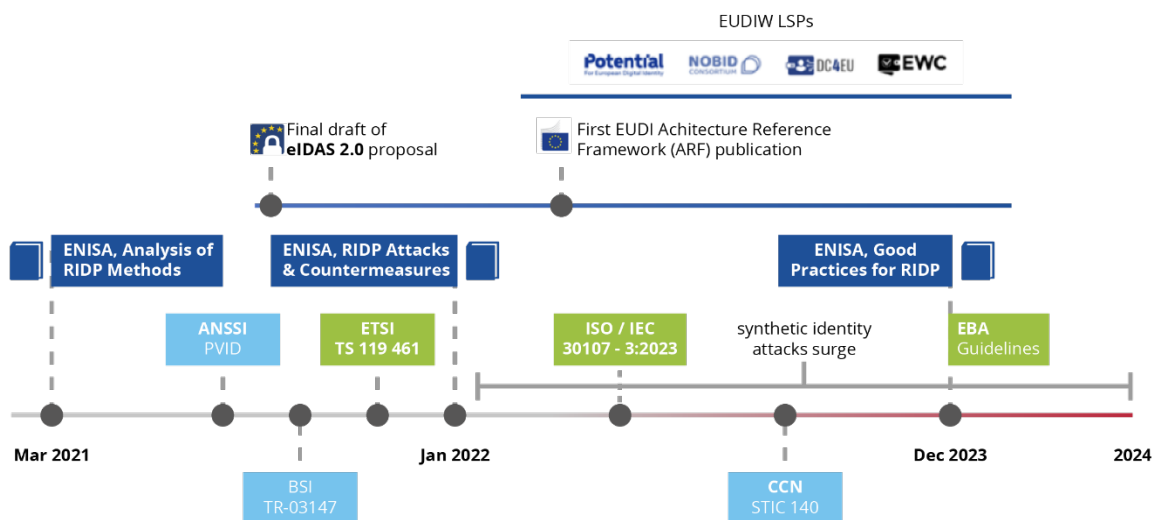 EUDIW LSPs
Potential
For European Digital Identity
NOBID
CONSORTIUM
DC4EU
EWC
Final draft of
eIDAS 2.0 proposal
First EUDI Achitecture Reference
Framework (ARF) publication
ENISA, Analysis of
RIDP Methods
ENISA, RIDP Attacks
& Countermeasures
ENISA, Good
Practices for RIDP
ANSSI
PVID
ETSI
TS 119 461
ISO / IEC
30107 - 3:2023
synthetic identity
attacks surge
EBA
Guidelines
Mar 2021
Jan 2022
Dec 2023
2024
BSI
TR-03147
CCN
STIC 140